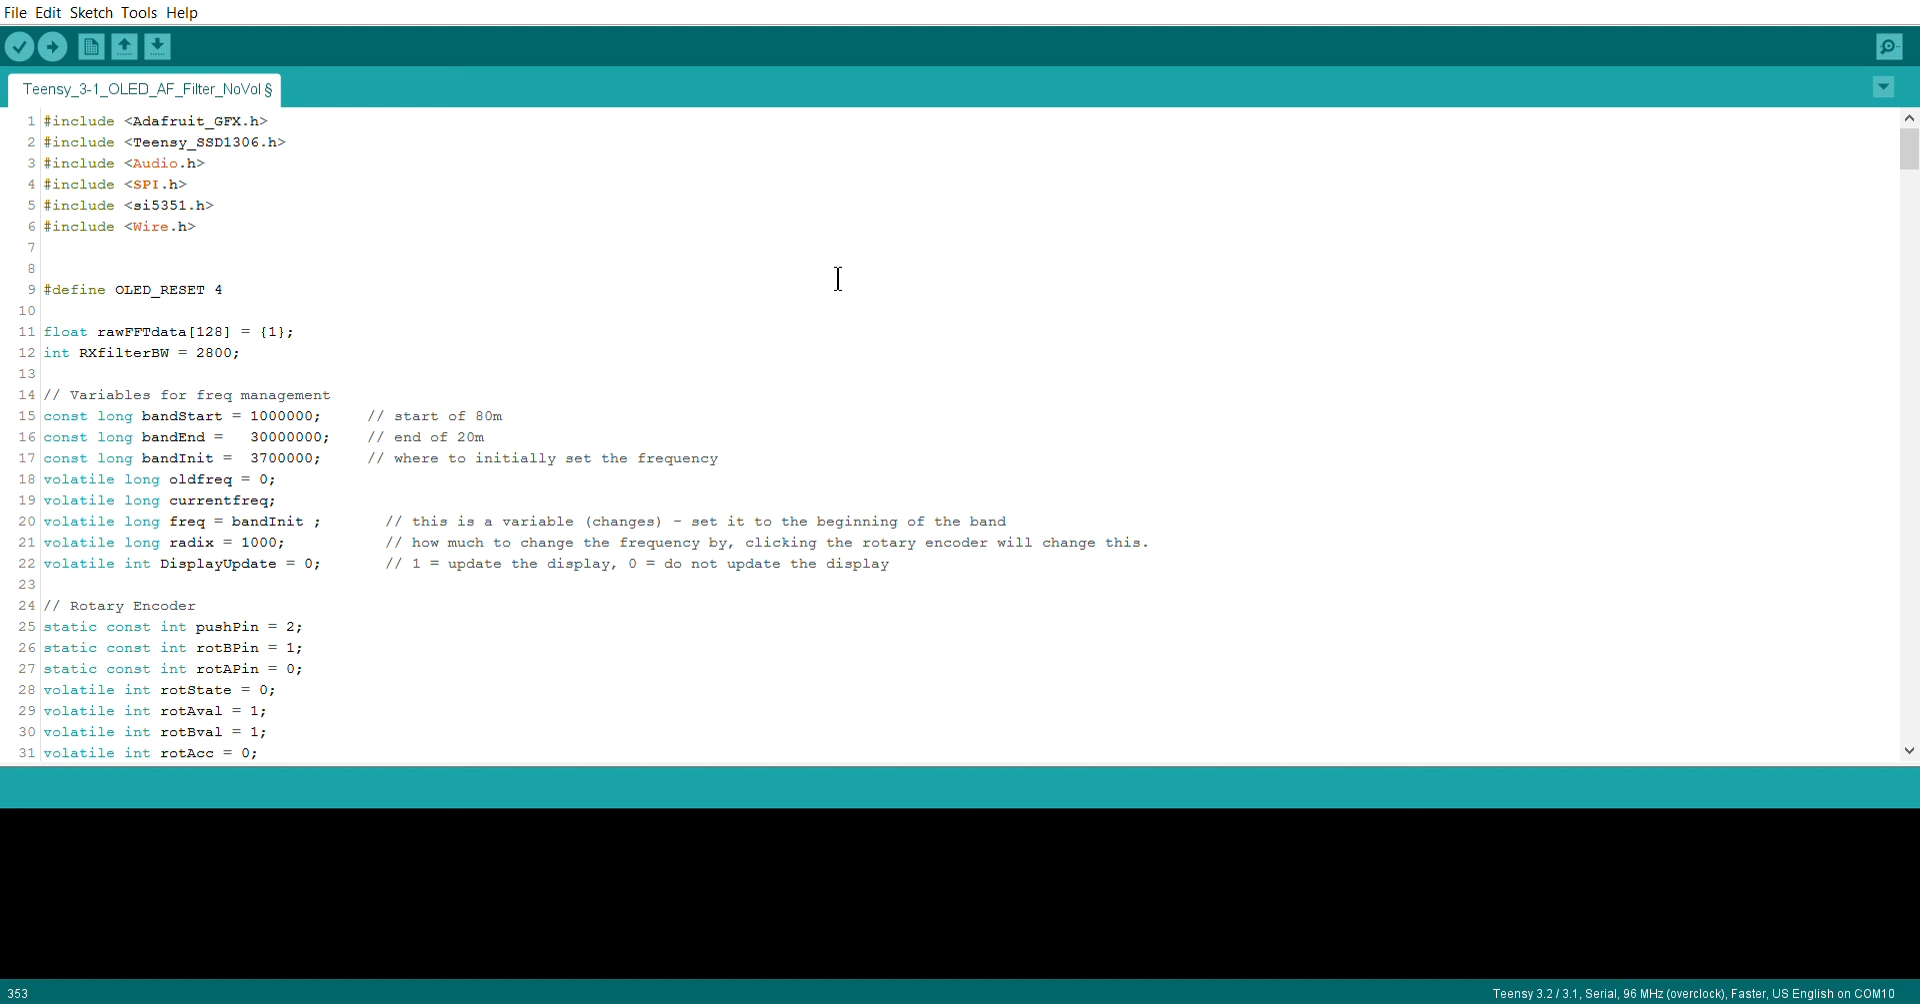 File Edit Sketch Tools Help
Teensy_3-1_OLED_AF_Filter_NoVol §
1 #include <Adafruit_GFX.h>
2 #include <Teensy_SSD1306.h>
3 #include <Audio.h>
4 #include <SPI.h>
5 #include <si5351.h>
6 #include <Wire.h>
7
8
9 #define OLED_RESET 4
10
11 float rawFFTdata[128] = {1};
12 int RXfilterBW = 2800;
13
14 // Variables for freq management
15 const long bandStart = 1000000;     // start of 80m
16 const long bandEnd =   30000000;    // end of 20m
17 const long bandInit =  3700000;     // where to initially set the frequency
18 volatile long oldfreq = 0;
19 volatile long currentfreq;
20 volatile long freq = bandInit ;       // this is a variable (changes) - set it to the beginning of the band
21 volatile long radix = 1000;           // how much to change the frequency by, clicking the rotary encoder will change this.
22 volatile int DisplayUpdate = 0;       // 1 = update the display, 0 = do not update the display
23
24 // Rotary Encoder
25 static const int pushPin = 2;
26 static const int rotBPin = 1;
27 static const int rotAPin = 0;
28 volatile int rotState = 0;
29 volatile int rotAval = 1;
30 volatile int rotBval = 1;
31 volatile int rotAcc = 0;
353
Teensy 3.2 / 3.1, Serial, 96 MHz (overclock), Faster, US English on COM10